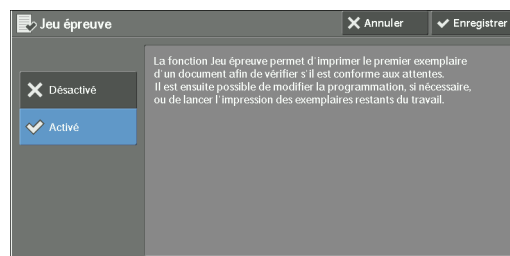 Jeu épreuve
Annuler
Enregistrer
Désactivé
Activé
La fonction Jeu épreuve permet d'imprimer le premier exemplaire
d'un document afin de vérifier s'il est conforme aux attentes.
Il est ensuite possible de modifier la programmation, si nécessaire,
ou de lancer l'impression des exemplaires restants du travail.